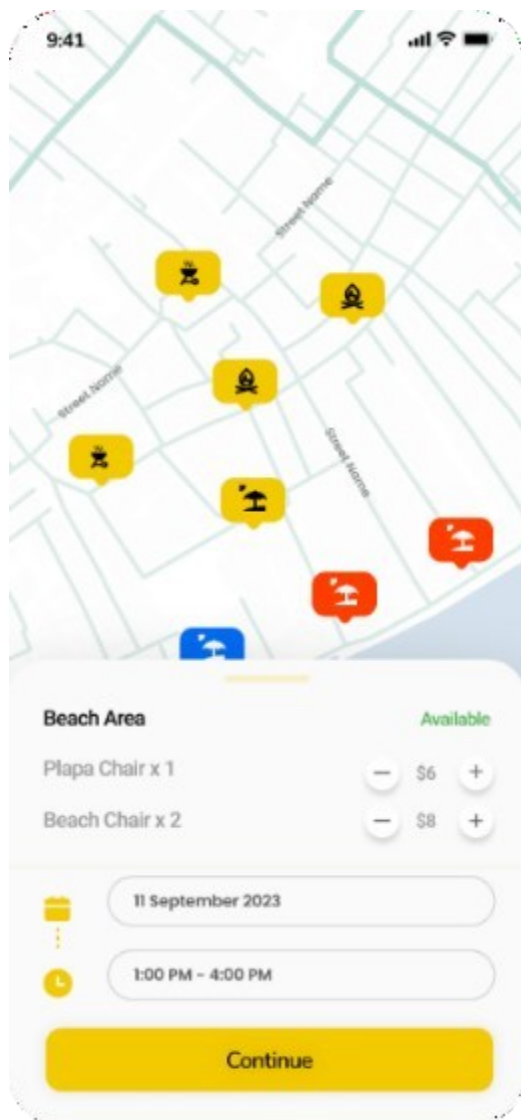 9:41
Street Name
Street Name
Street Name
Beach Area
Available
Plapa Chair x 1
− $6 +
Beach Chair x 2
− $8 +
11 September 2023
1:00 PM - 4:00 PM
Continue